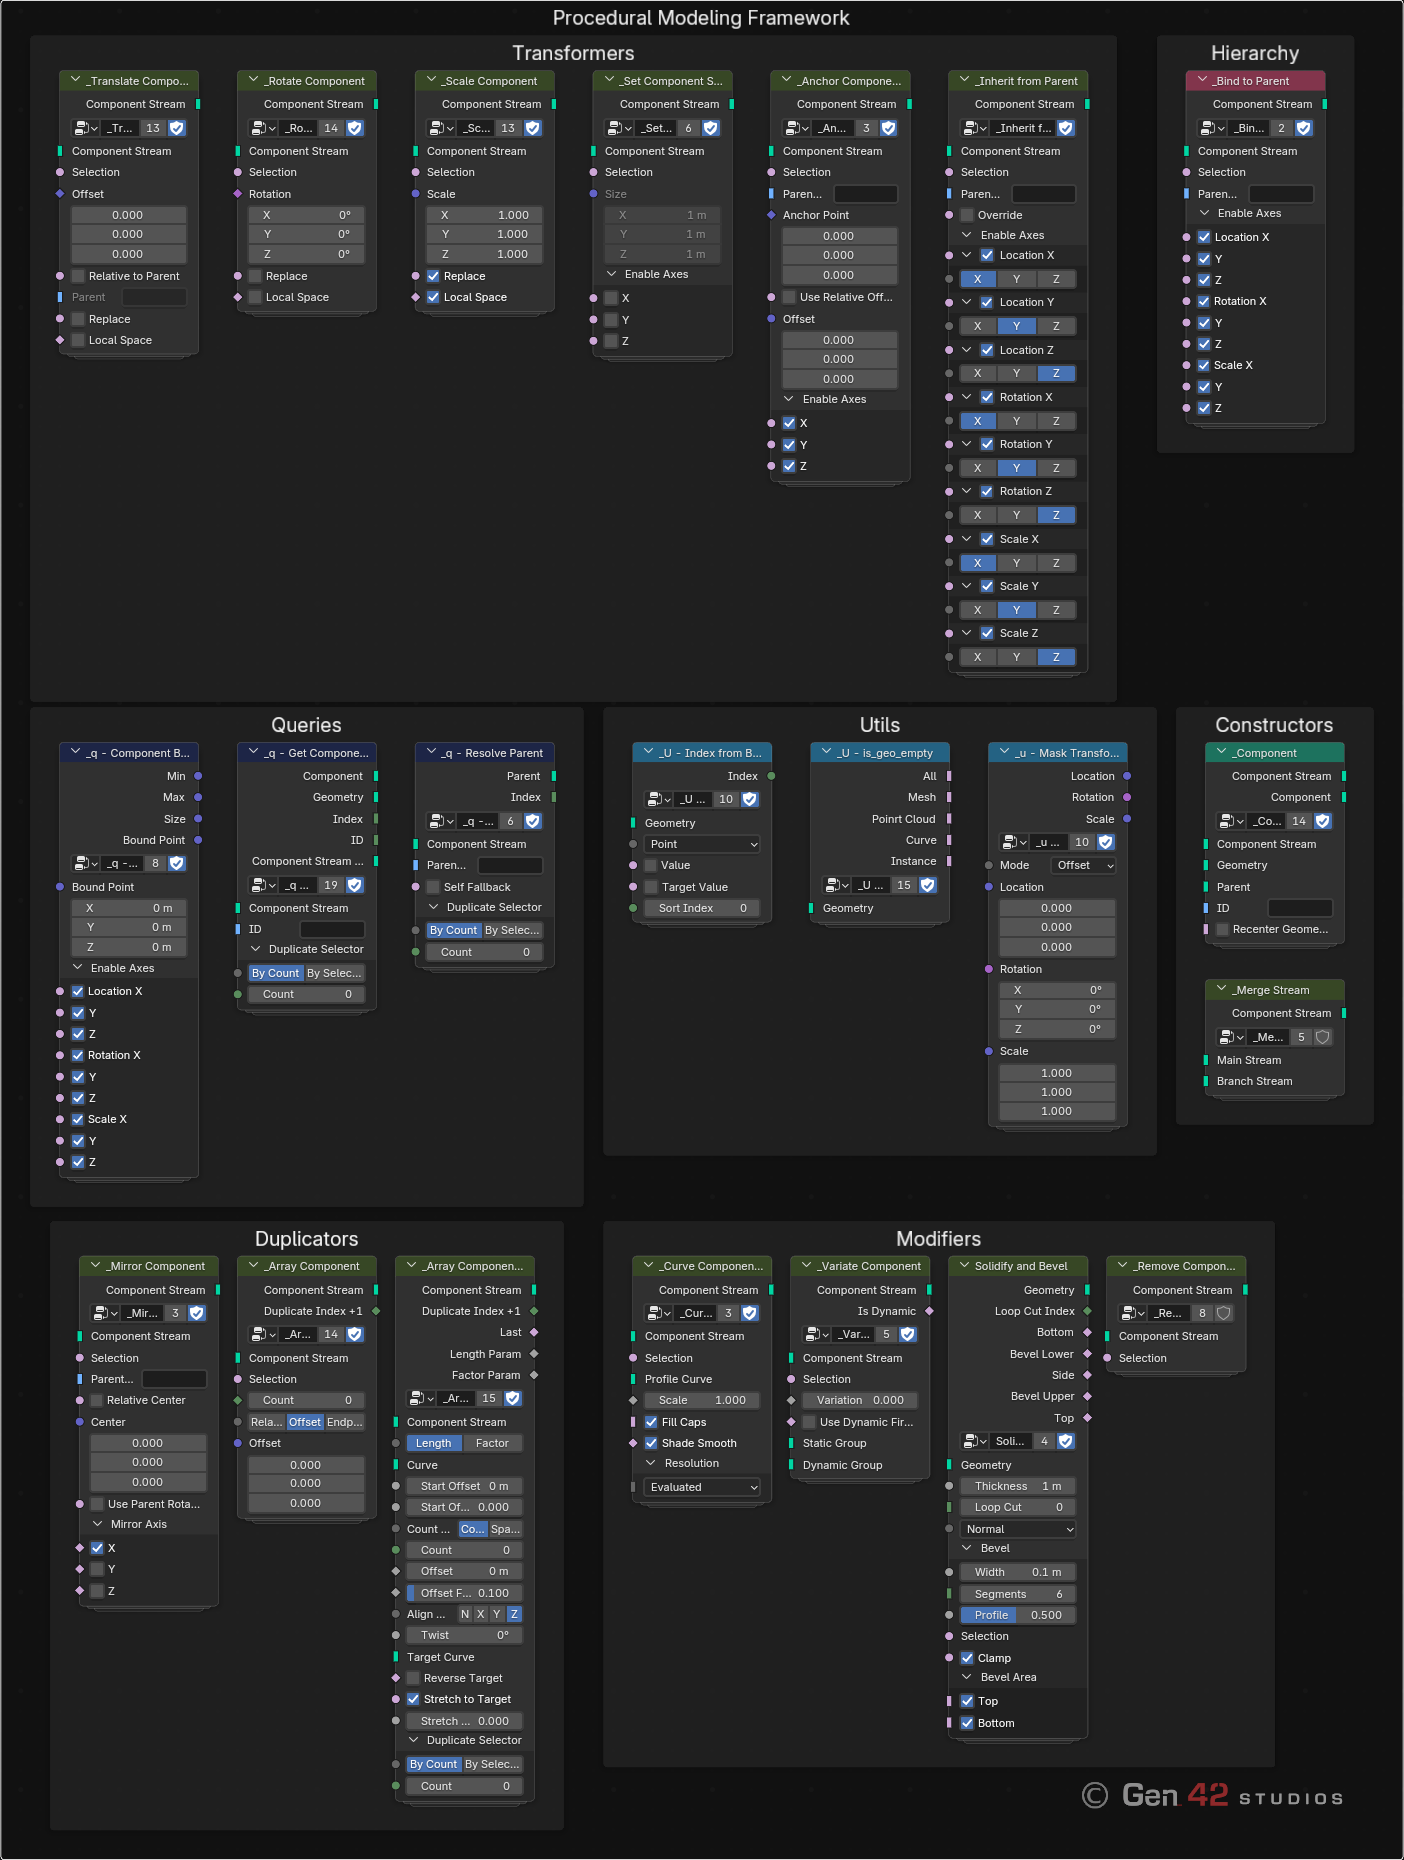 Procedural Modeling Framework
Transformers
_Translate Compo...
Component Stream
_Tr... 13
Component Stream
Selection
Offset
0.000
0.000
0.000
Relative to Parent
Parent
Replace
Local Space
_Rotate Component
Component Stream
_Ro... 14
Component Stream
Selection
Rotation
X 0°
Y 0°
Z 0°
Replace
Local Space
_Scale Component
Component Stream
_Sc... 13
Component Stream
Selection
Scale
X 1.000
Y 1.000
Z 1.000
Replace
Local Space
_Set Component S...
Component Stream
_Set... 6
Component Stream
Selection
Size
X 1 m
Y 1 m
Z 1 m
Enable Axes
X
Y
Z
_Anchor Compone...
Component Stream
_An... 3
Component Stream
Selection
Paren...
Anchor Point
0.000
0.000
0.000
Use Relative Off...
Offset
0.000
0.000
0.000
Enable Axes
X
Y
Z
_Inherit from Parent
Component Stream
_Inherit f...
Component Stream
Selection
Paren...
Override
Enable Axes
Location X
X Y Z
Location Y
X Y Z
Location Z
X Y Z
Rotation X
X Y Z
Rotation Y
X Y Z
Rotation Z
X Y Z
Scale X
X Y Z
Scale Y
X Y Z
Scale Z
X Y Z
Hierarchy
_Bind to Parent
Component Stream
_Bin... 2
Component Stream
Selection
Paren...
Enable Axes
Location X
Y
Z
Rotation X
Y
Z
Scale X
Y
Z
Queries
_q - Component B...
Min
Max
Size
Bound Point
_q -... 8
Bound Point
X 0 m
Y 0 m
Z 0 m
Enable Axes
Location X
Y
Z
Rotation X
Y
Z
Scale X
Y
Z
_q - Get Compone...
Component
Geometry
Index
ID
Component Stream ...
_q ... 19
Component Stream
ID
Duplicate Selector
By Count By Selec...
Count 0
_q - Resolve Parent
Parent
Index
_q -... 6
Component Stream
Paren...
Self Fallback
Duplicate Selector
By Count By Selec...
Count 0
Utils
_U - Index from B...
Index
_U ... 10
Geometry
Point
Value
Target Value
Sort Index 0
_U - is_geo_empty
All
Mesh
Poinrt Cloud
Curve
Instance
_U ... 15
Geometry
_u - Mask Transfo...
Location
Rotation
Scale
_u ... 10
Mode Offset
Location
0.000
0.000
0.000
Rotation
X 0°
Y 0°
Z 0°
Scale
1.000
1.000
1.000
Constructors
_Component
Component Stream
Component
_Co... 14
Component Stream
Geometry
Parent
ID
Recenter Geome...
_Merge Stream
Component Stream
_Me... 5
Main Stream
Branch Stream
Duplicators
_Mirror Component
Component Stream
_Mir... 3
Component Stream
Selection
Parent...
Relative Center
Center
0.000
0.000
0.000
Use Parent Rota...
Mirror Axis
X
Y
Z
_Array Component
Component Stream
Duplicate Index +1
_Ar... 14
Component Stream
Selection
Count 0
Rela... Offset Endp...
Offset
0.000
0.000
0.000
_Array Componen...
Component Stream
Duplicate Index +1
Last
Length Param
Factor Param
_Ar... 15
Component Stream
Length Factor
Curve
Start Offset 0 m
Start Of... 0.000
Count ... Co... Spa...
Count 0
Offset 0 m
Offset F... 0.100
Align ... N X Y Z
Twist 0°
Target Curve
Reverse Target
Stretch to Target
Stretch ... 0.000
Duplicate Selector
By Count By Selec...
Count 0
Modifiers
_Curve Componen...
Component Stream
_Cur... 3
Component Stream
Selection
Profile Curve
Scale 1.000
Fill Caps
Shade Smooth
Resolution
Evaluated
_Variate Component
Component Stream
Is Dynamic
_Var... 5
Component Stream
Selection
Variation 0.000
Use Dynamic Fir...
Static Group
Dynamic Group
Solidify and Bevel
Geometry
Loop Cut Index
Bottom
Bevel Lower
Side
Bevel Upper
Top
Soli... 4
Geometry
Thickness 1 m
Loop Cut 0
Normal
Bevel
Width 0.1 m
Segments 6
Profile 0.500
Selection
Clamp
Bevel Area
Top
Bottom
_Remove Compon...
Component Stream
_Re... 8
Component Stream
Selection
© Gen 42 STUDIOS